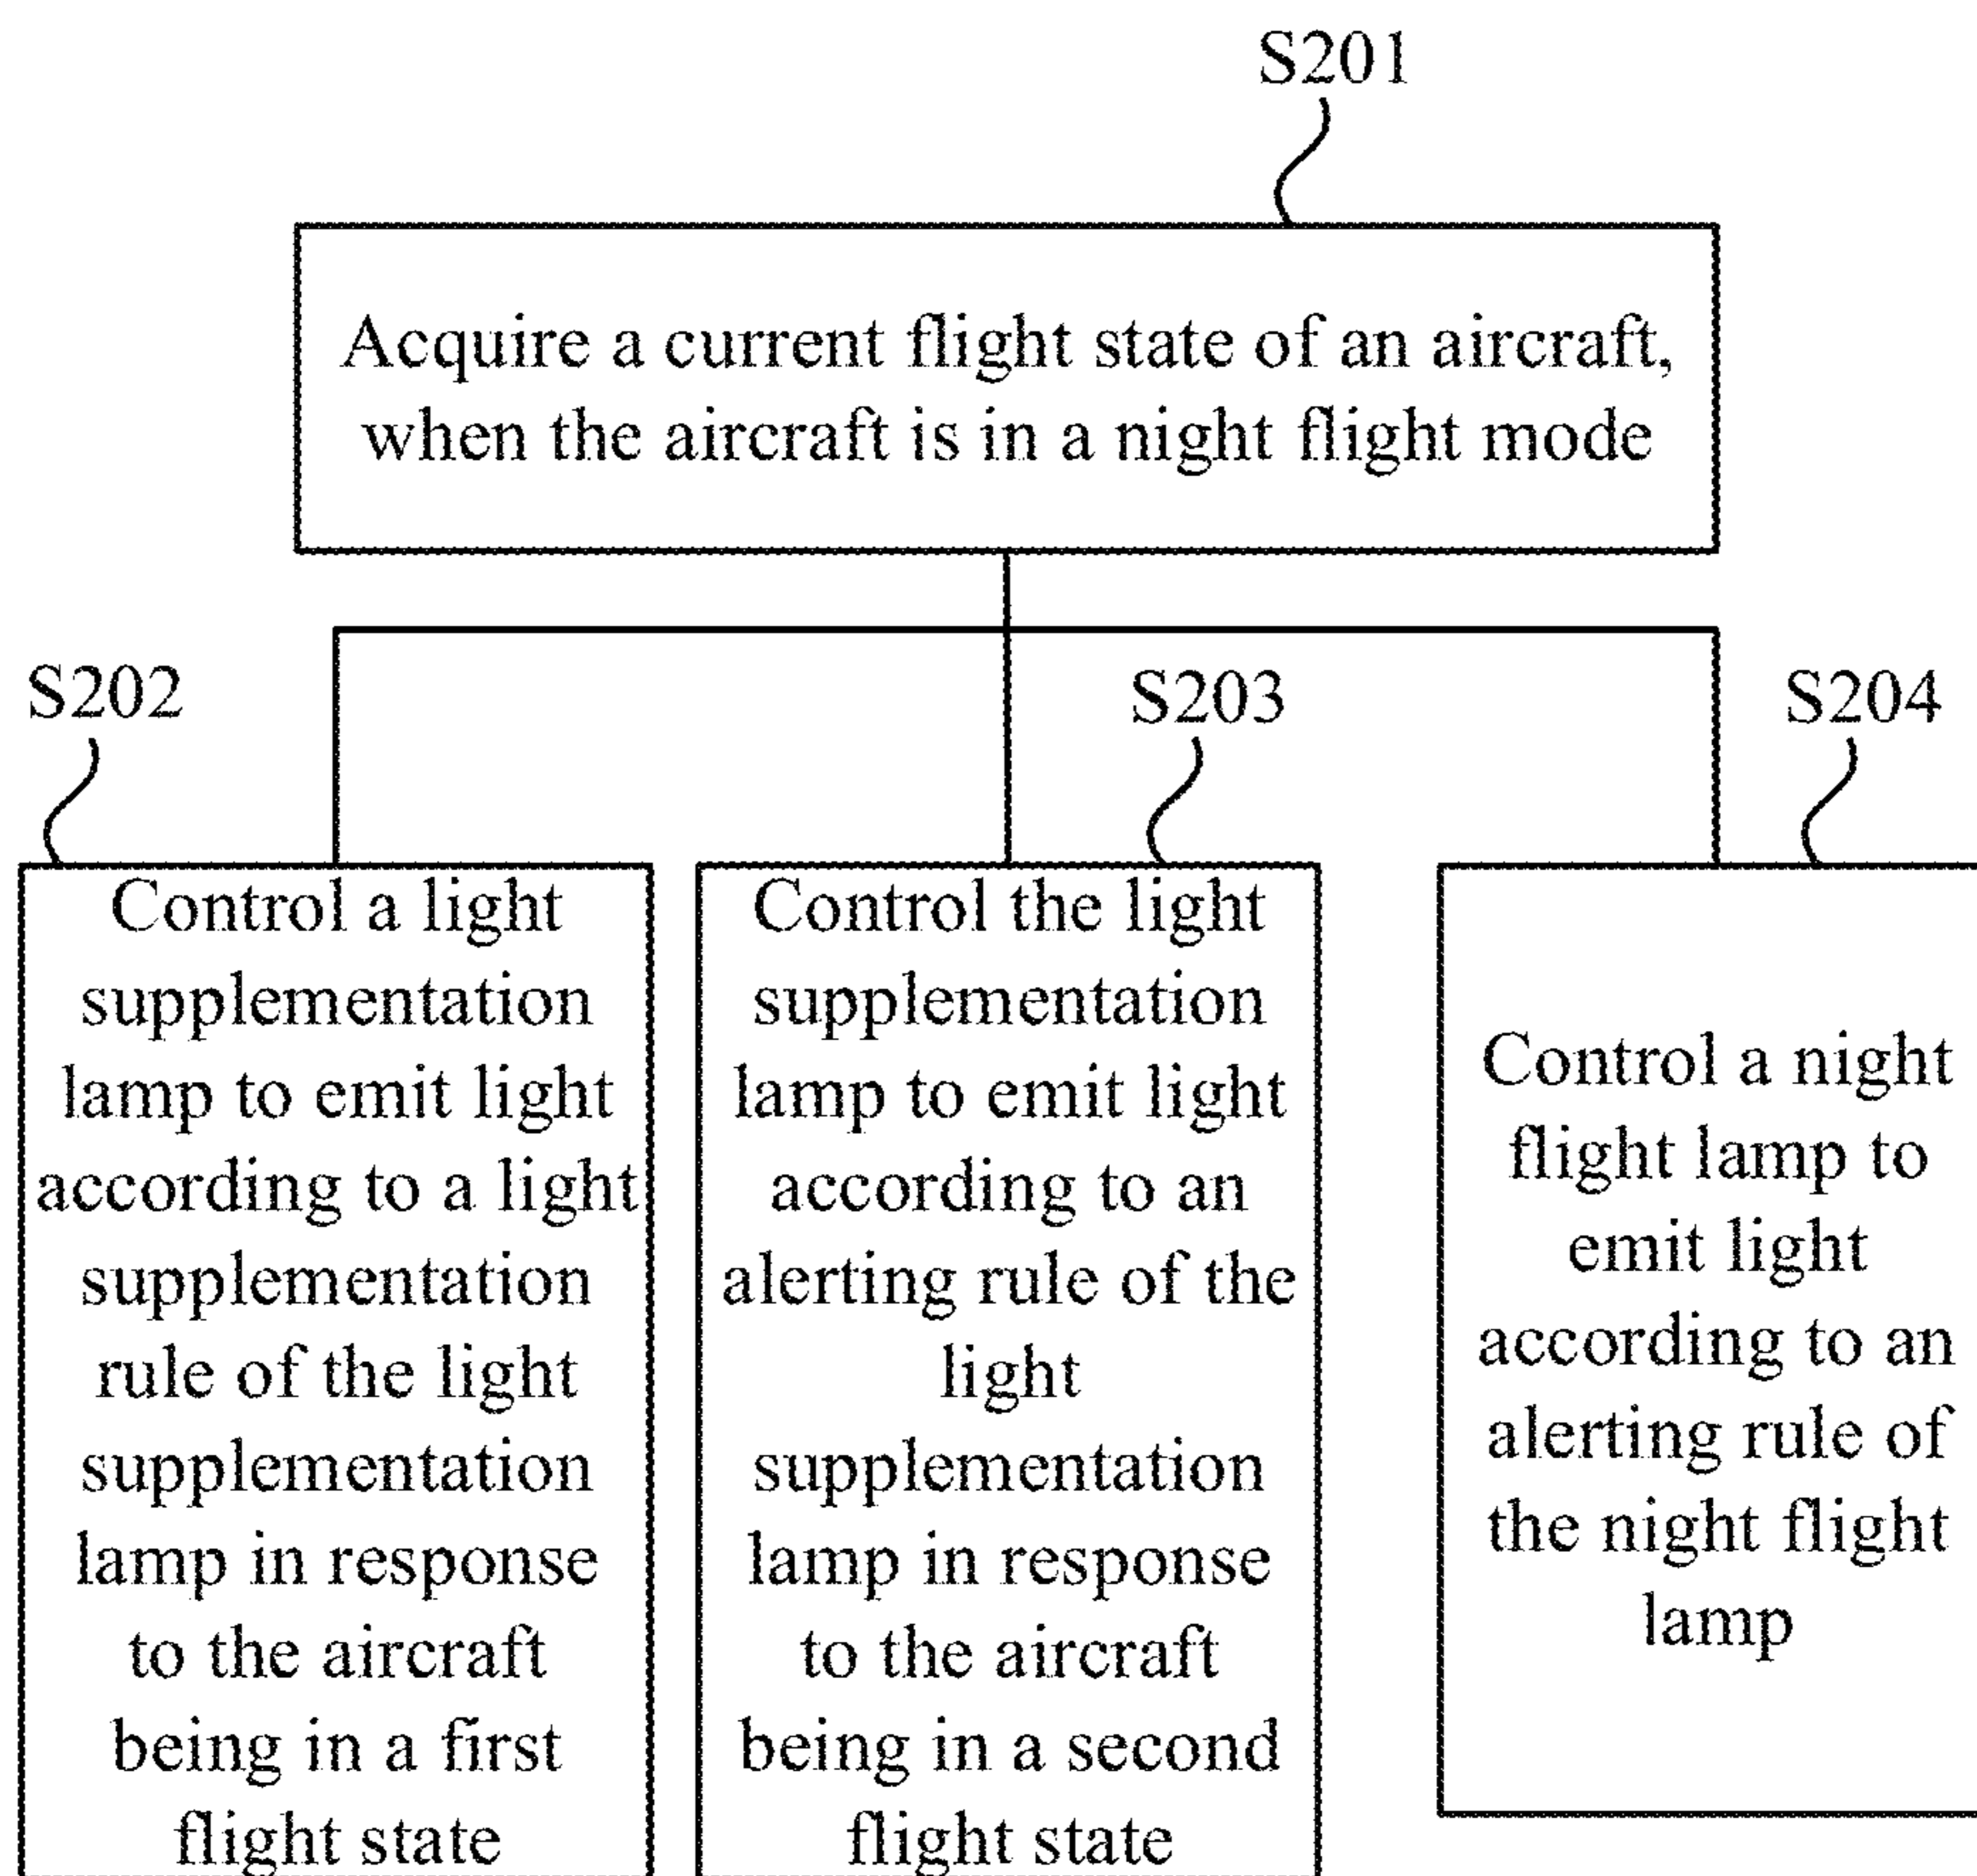 S201
Acquire a current flight state of an aircraft,
when the aircraft is in a night flight mode
S202
S203
S204
Control a light
supplementation
lamp to emit light
according to a light
supplementation
rule of the light
supplementation
lamp in response
to the aircraft
being in a first
flight state
Control the light
supplementation
lamp to emit light
according to an
alerting rule of the
light
supplementation
lamp in response
to the aircraft
being in a second
flight state
Control a night
flight lamp to
emit light
according to an
alerting rule of
the night flight
lamp